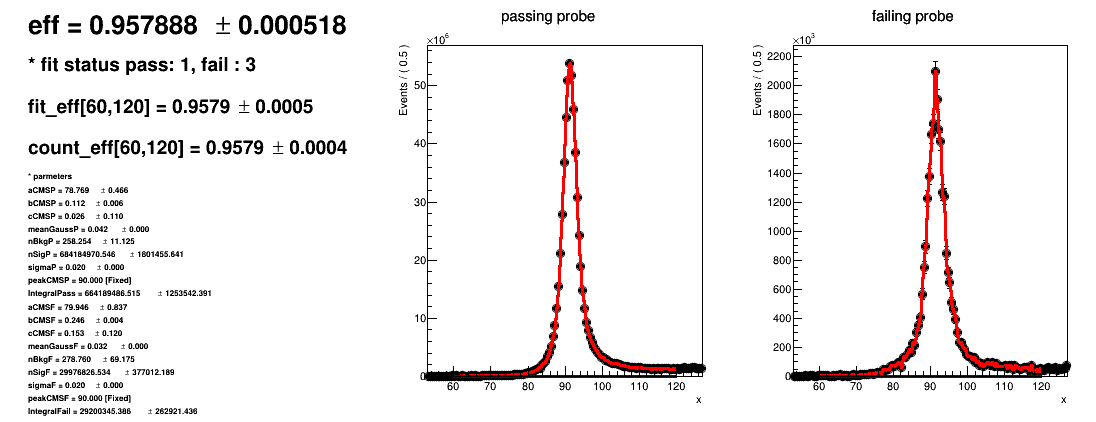 eff = 0.957888 ± 0.000518
* fit status pass: 1, fail : 3
fit_eff[60,120] = 0.9579 ± 0.0005
count_eff[60,120] = 0.9579 ± 0.0004
* parmeters
aCMSP = 78.769 ± 0.466
bCMSP = 0.112 ± 0.006
cCMSP = 0.026 ± 0.110
meanGaussP = 0.042 ± 0.000
nBkgP = 258.254 ± 11.125
nSigP = 684184970.546 ± 1801455.641
sigmaP = 0.020 ± 0.000
peakCMSP = 90.000 [Fixed]
IntegralPass = 664189486.515 ± 1253542.391
aCMSF = 79.946 ± 0.837
bCMSF = 0.246 ± 0.004
cCMSF = 0.153 ± 0.120
meanGaussF = 0.032 ± 0.000
nBkgF = 278.760 ± 69.175
nSigF = 29976826.534 ± 377012.189
sigmaF = 0.020 ± 0.000
peakCMSF = 90.000 [Fixed]
IntegralFail = 29200345.386 ± 262921.436
passing probe
×10⁶
Events / ( 0.5 )
50
40
30
20
10
0
60 70 80 90 100 110 120
x
failing probe
×10³
Events / ( 0.5 )
2200
2000
1800
1600
1400
1200
1000
800
600
400
200
0
60 70 80 90 100 110 120
x